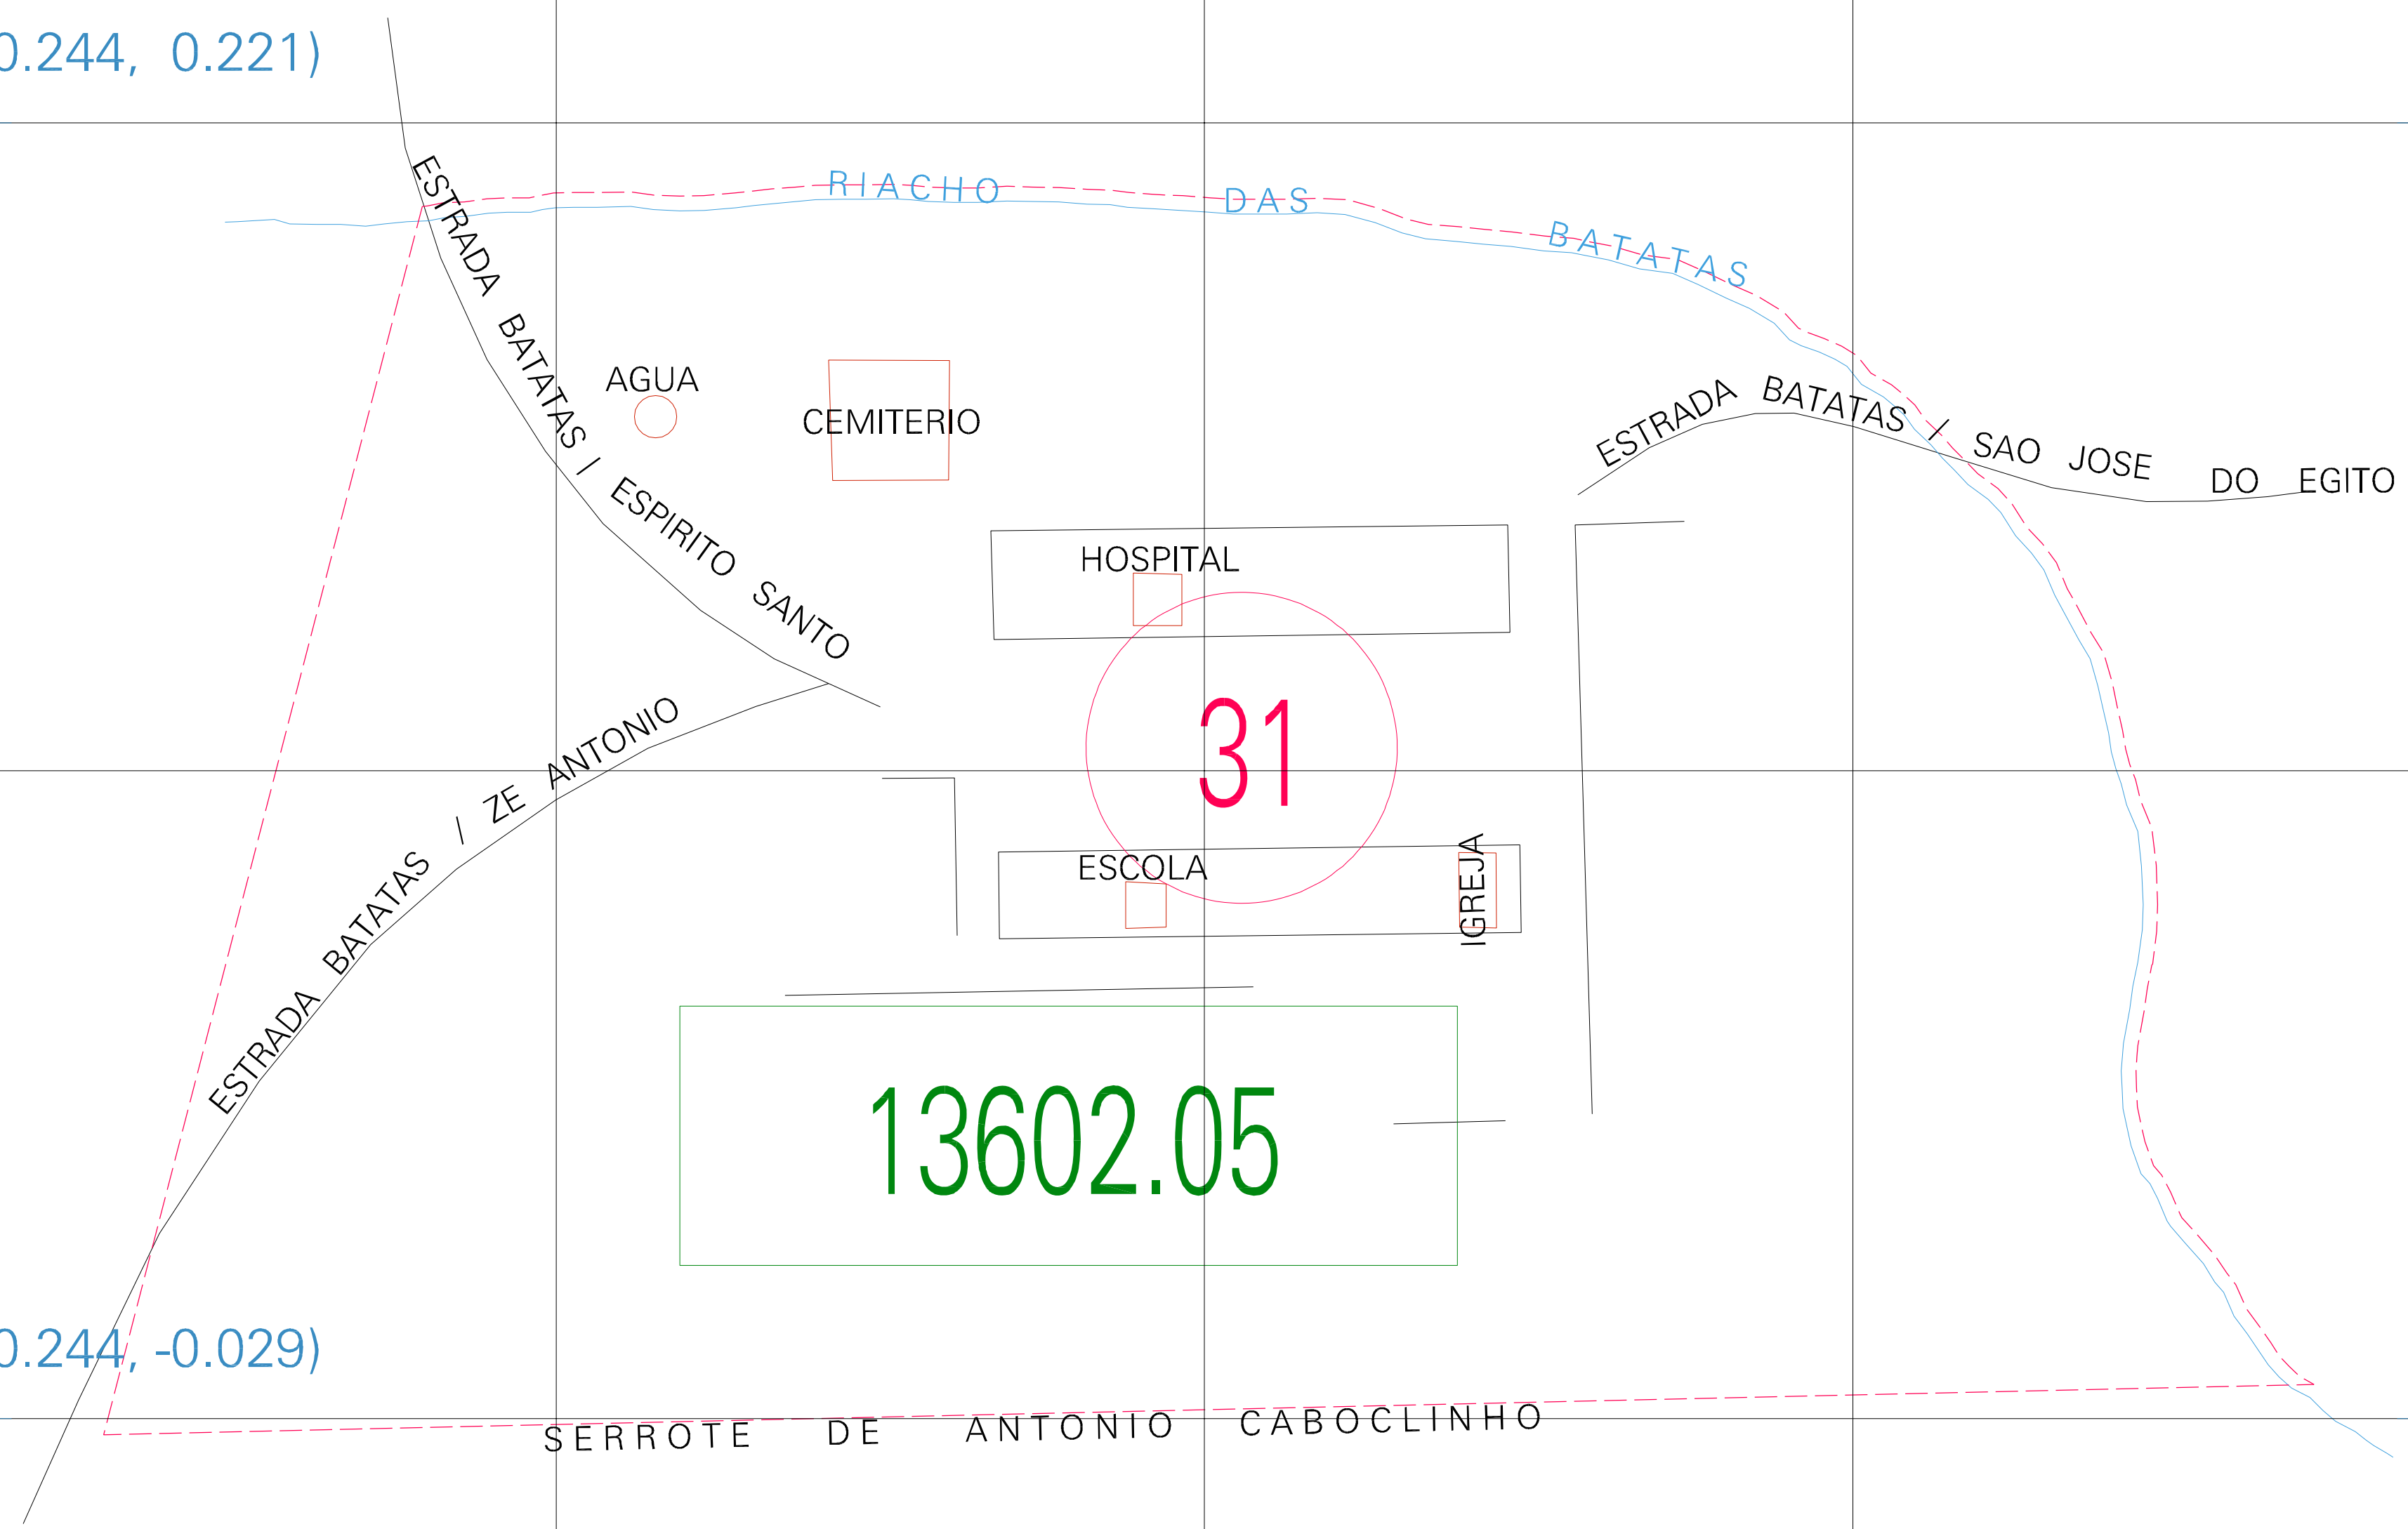 0.244, 0.221)
RIACHO DAS BATATAS
ESTRADA BATATAS / ESPIRITO SANTO
AGUA
CEMITERIO
ESTRADA BATATAS / SAO JOSE DO EGITO
HOSPITAL
31
ESTRADA BATATAS / ZE ANTONIO
ESCOLA
IGREJA
13602.05
0.244, -0.029)
SERROTE DE ANTONIO CABOCLINHO